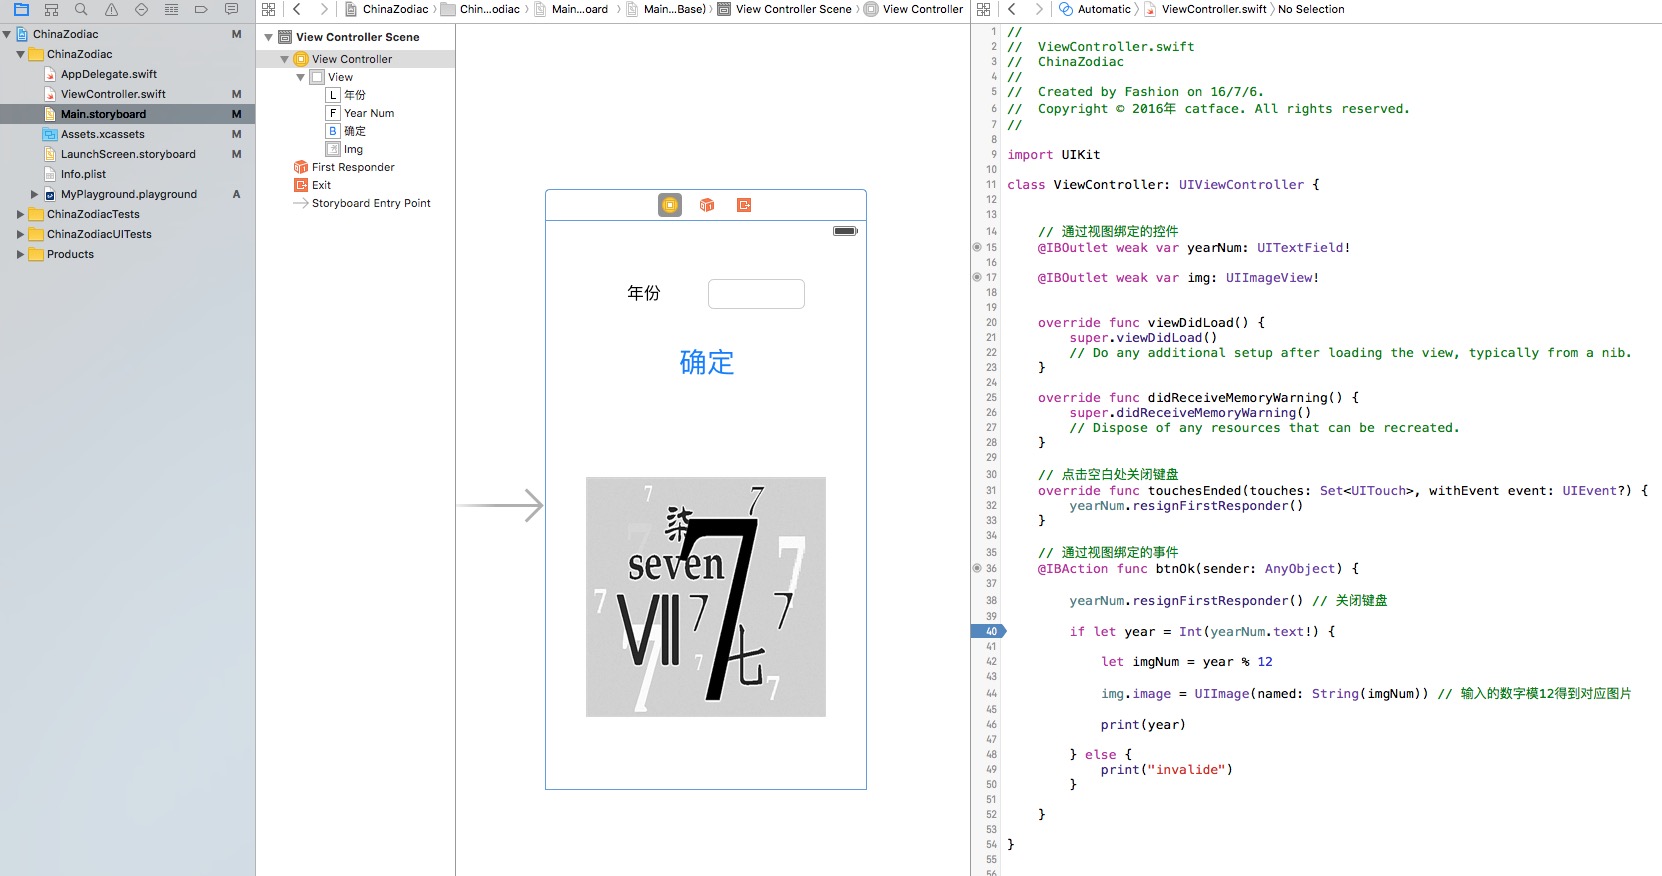 ChinaZodiac
Chin...odiac
Main....oard
Main....Base)
View Controller Scene
View Controller
Automatic
ViewController.swift
No Selection
ChinaZodiac M
ChinaZodiac
AppDelegate.swift
ViewController.swift M
Main.storyboard M
Assets.xcassets M
LaunchScreen.storyboard M
Info.plist
MyPlayground.playground A
ChinaZodiacTests
ChinaZodiacUITests
Products
View Controller Scene
View Controller
View
L 年份
F Year Num
B 确定
Img
First Responder
Exit
Storyboard Entry Point
年份
确定
7 7
柒
7
seven
7
7
VII
7
7
7
七
7
7
7
1 //
2 // ViewController.swift
3 // ChinaZodiac
4 //
5 // Created by Fashion on 16/7/6.
6 // Copyright © 2016年 catface. All rights reserved.
7 //
8
9 import UIKit
10
11 class ViewController: UIViewController {
12
13
14 // 通过视图绑定的控件
15 @IBOutlet weak var yearNum: UITextField!
16
17 @IBOutlet weak var img: UIImageView!
18
19
20 override func viewDidLoad() {
21 super.viewDidLoad()
22 // Do any additional setup after loading the view, typically from a nib.
23 }
24
25 override func didReceiveMemoryWarning() {
26 super.didReceiveMemoryWarning()
27 // Dispose of any resources that can be recreated.
28 }
29
30 // 点击空白处关闭键盘
31 override func touchesEnded(touches: Set<UITouch>, withEvent event: UIEvent?) {
32 yearNum.resignFirstResponder()
33 }
34
35 // 通过视图绑定的事件
36 @IBAction func btnOk(sender: AnyObject) {
37
38 yearNum.resignFirstResponder() // 关闭键盘
39
40 if let year = Int(yearNum.text!) {
41
42 let imgNum = year % 12
43
44 img.image = UIImage(named: String(imgNum)) // 输入的数字模12得到对应图片
45
46 print(year)
47
48 } else {
49 print("invalide")
50 }
51
52 }
53
54 }
55
56